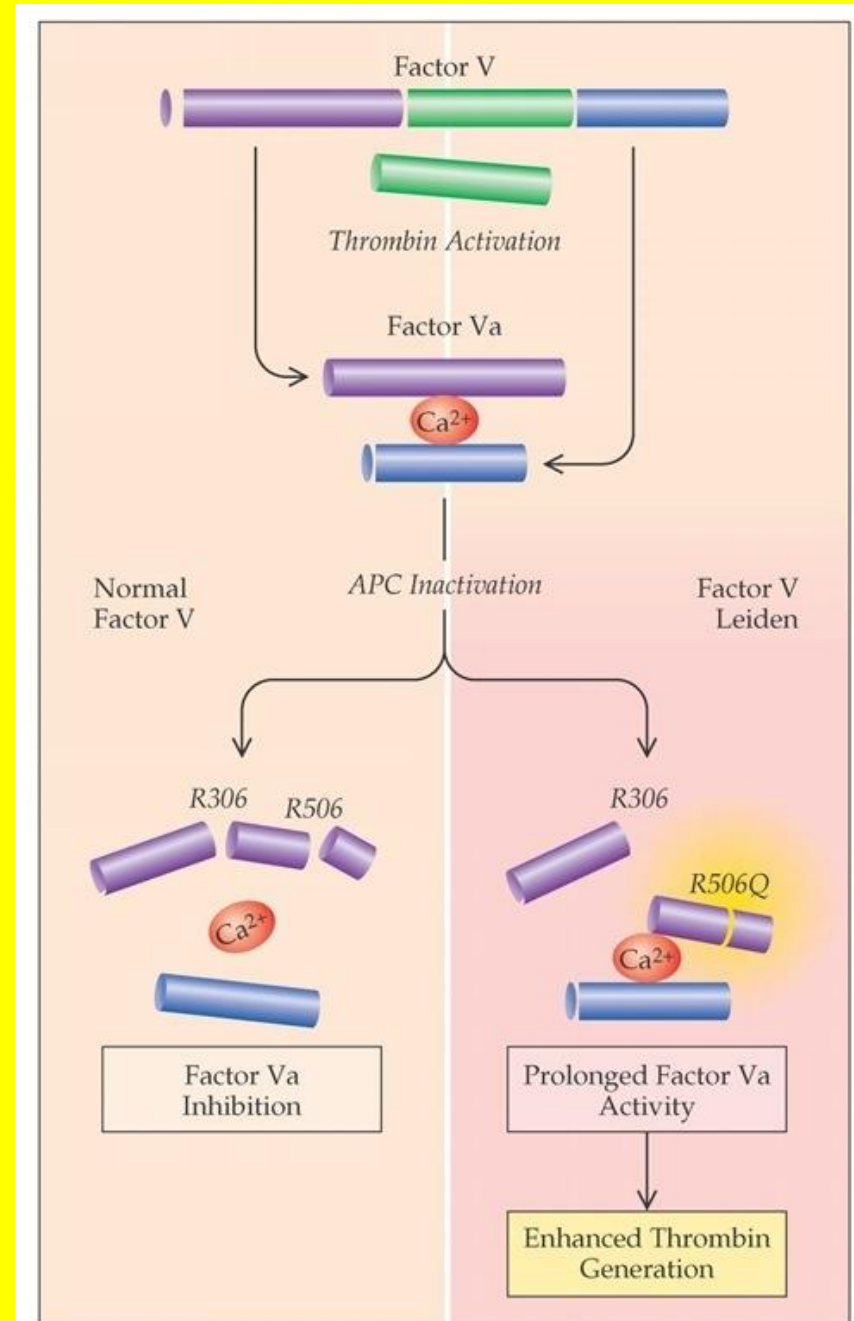 Factor V
Thrombin Activation
Factor Va
Ca2+
APC Inactivation
Normal
Factor V
Factor V
Leiden
R306
R506
Ca2+
Factor Va
Inhibition
R306
R506Q
Ca2+
Prolonged Factor Va
Activity
Enhanced Thrombin
Generation